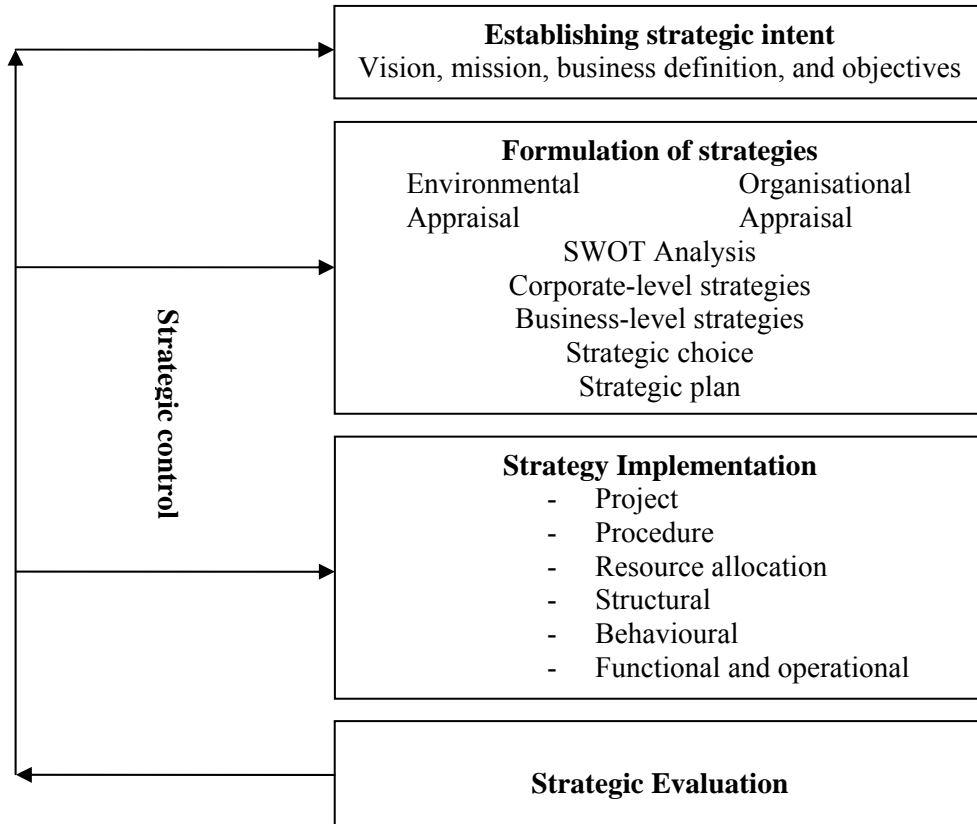 Establishing strategic intent
Vision, mission, business definition, and objectives
Formulation of strategies
Environmental Organisational
Appraisal Appraisal
SWOT Analysis
Corporate-level strategies
Business-level strategies
Strategic choice
Strategic plan
Strategic control
Strategy Implementation
- Project
- Procedure
- Resource allocation
- Structural
- Behavioural
- Functional and operational
Strategic Evaluation